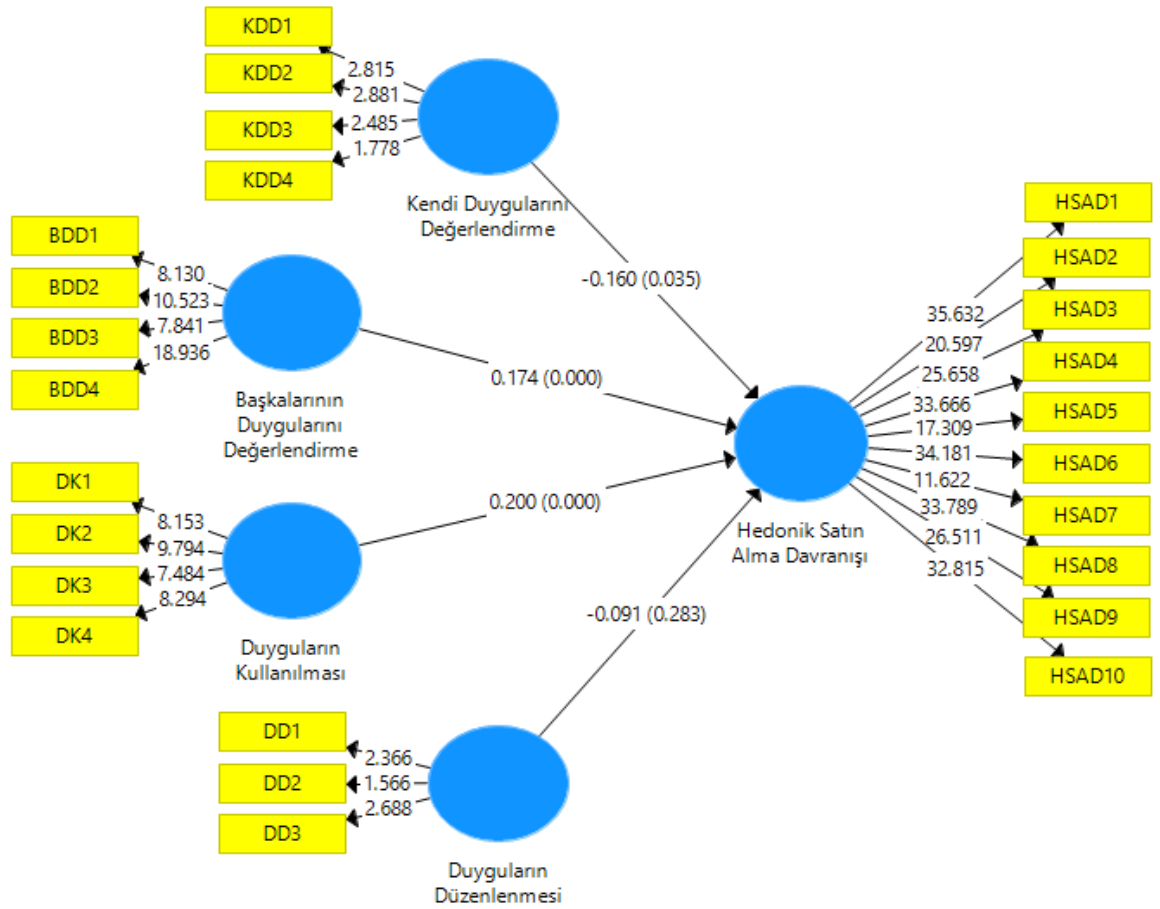 KDD1
KDD2
KDD3
KDD4
2.815
2.881
2.485
1.778
Kendi Duygularını
Değerlendirme
-0.160 (0.035)
BDD1
BDD2
BDD3
BDD4
8.130
10.523
7.841
18.936
Başkalarının
Duygularını
Değerlendirme
0.174 (0.000)
DK1
DK2
DK3
DK4
8.153
9.794
7.484
8.294
Duyguların
Kullanılması
0.200 (0.000)
DD1
DD2
DD3
2.366
1.566
2.688
Duyguların
Düzenlenmesi
-0.091 (0.283)
Hedonik Satın
Alma Davranışı
35.632
20.597
25.658
33.666
17.309
34.181
11.622
33.789
26.511
32.815
HSAD1
HSAD2
HSAD3
HSAD4
HSAD5
HSAD6
HSAD7
HSAD8
HSAD9
HSAD10